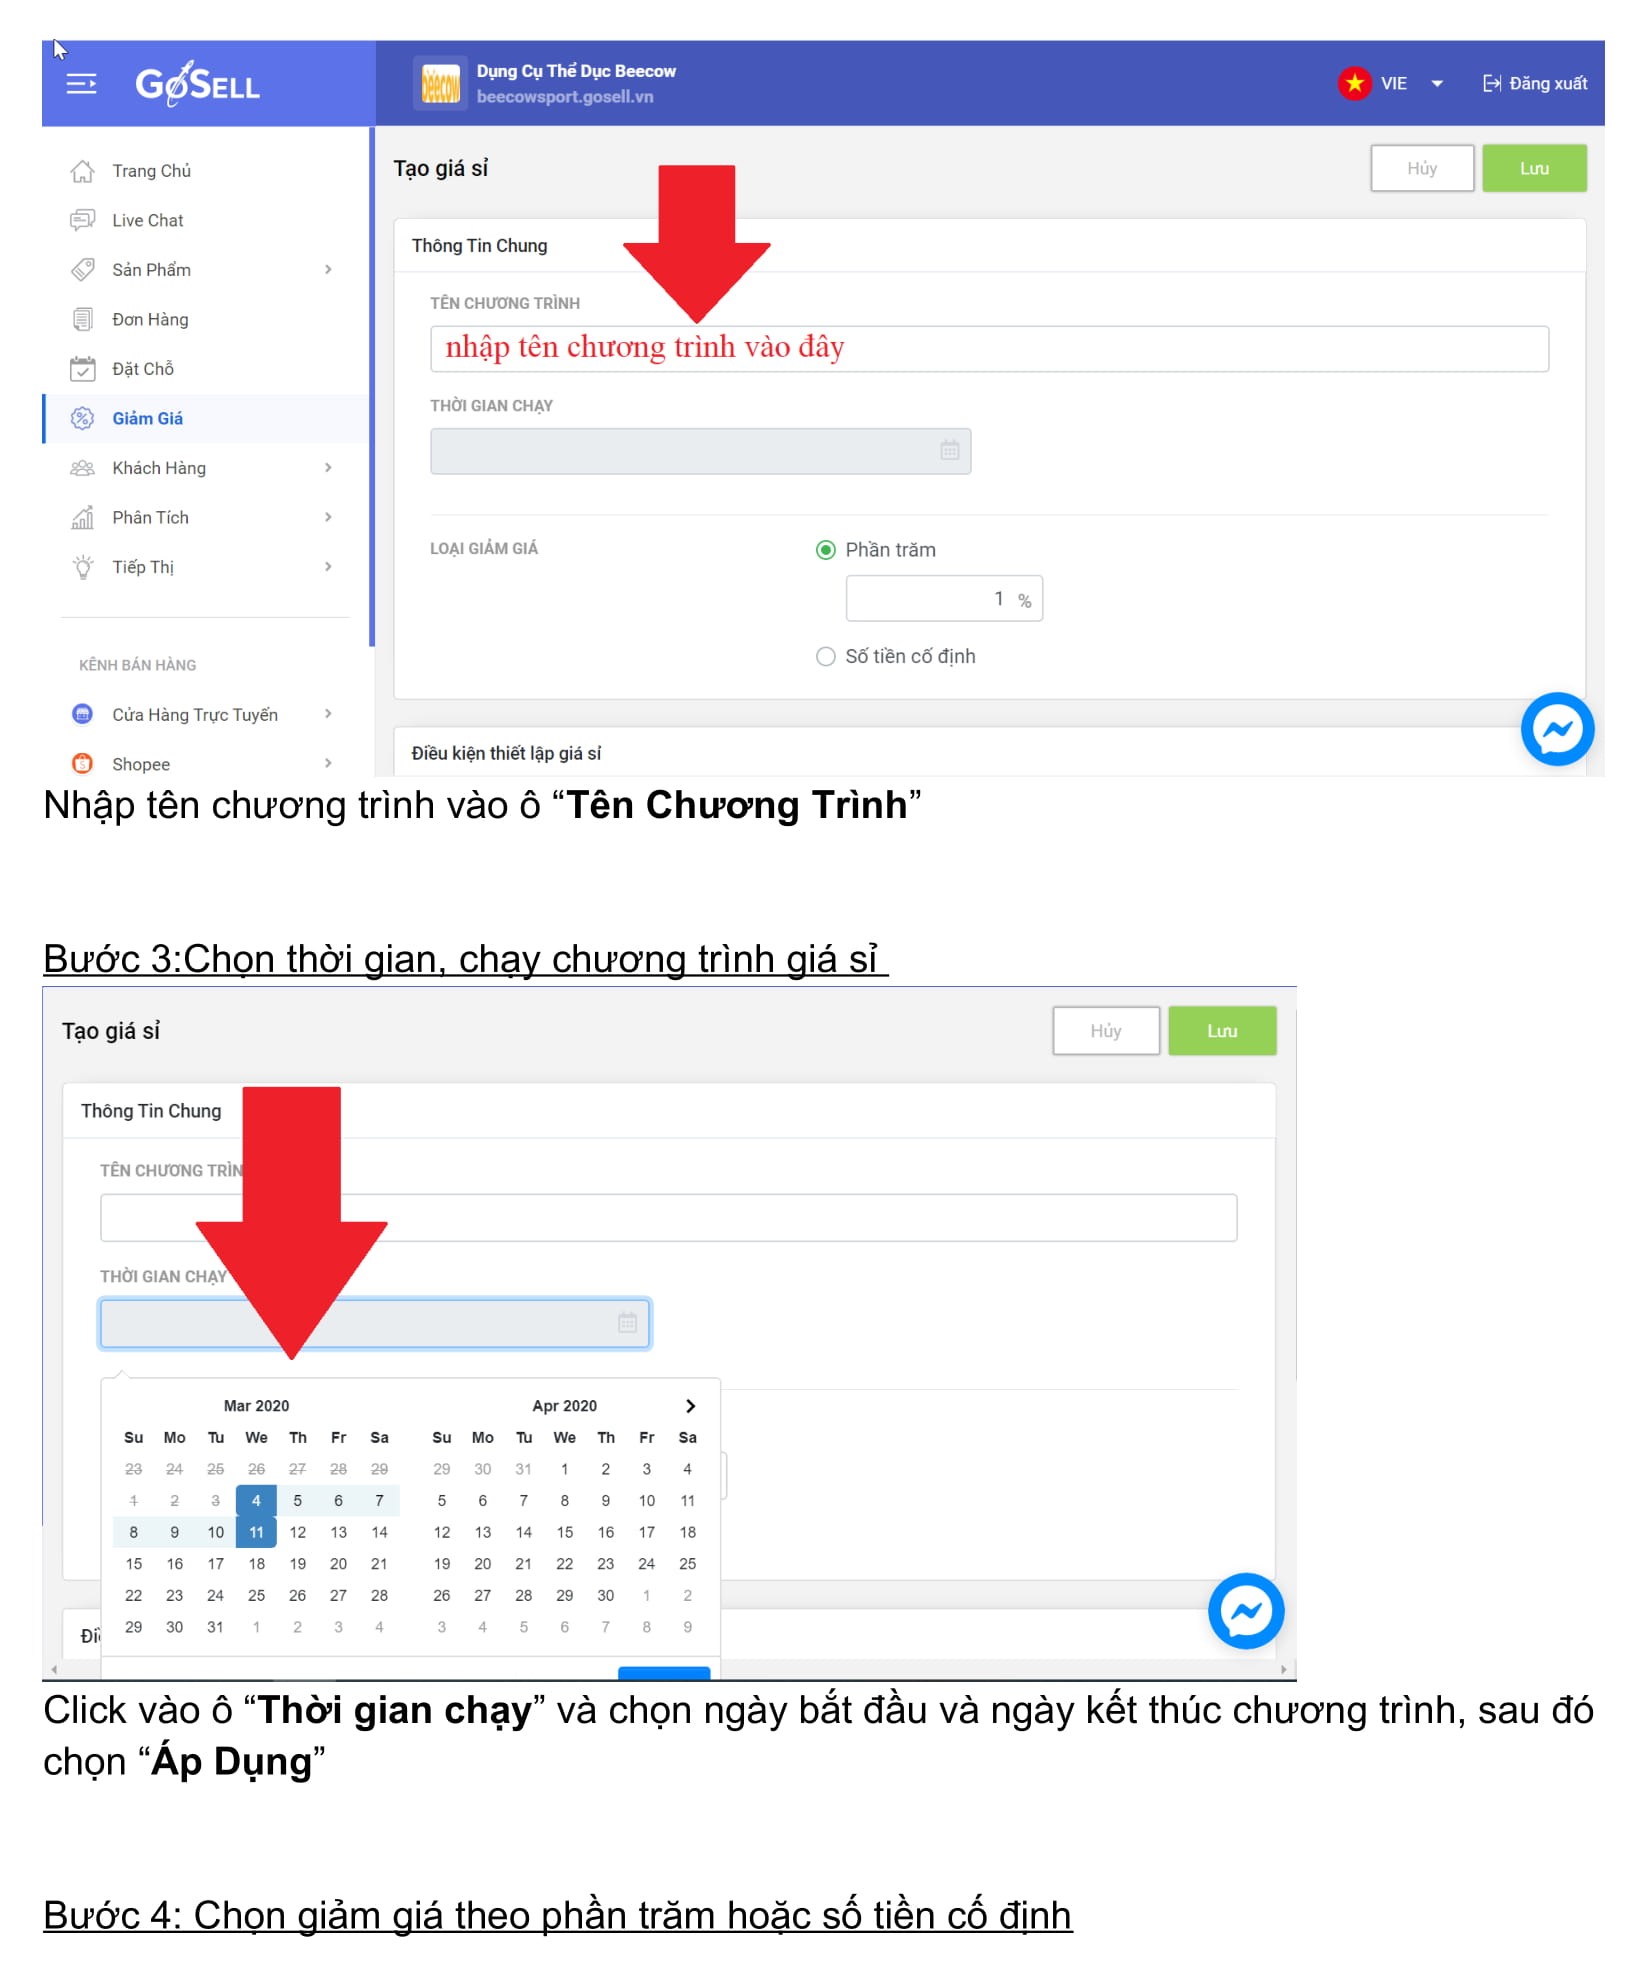 GoSELL
Dụng Cụ Thể Dục Beecow
beecowsport.gosell.vn
VIE
Đăng xuất
Trang Chủ
Live Chat
Sản Phẩm
Đơn Hàng
Đặt Chỗ
Giảm Giá
Khách Hàng
Phân Tích
Tiếp Thị
KÊNH BÁN HÀNG
Cửa Hàng Trực Tuyến
Shopee
Tạo giá sỉ
Hủy
Lưu
Thông Tin Chung
TÊN CHƯƠNG TRÌNH
nhập tên chương trình vào đây
THỜI GIAN CHẠY
LOẠI GIẢM GIÁ
Phần trăm
1 %
Số tiền cố định
Điều kiện thiết lập giá sỉ
Nhập tên chương trình vào ô “Tên Chương Trình”
Bước 3:Chọn thời gian, chạy chương trình giá sỉ
Tạo giá sỉ
Hủy
Lưu
Thông Tin Chung
TÊN CHƯƠNG TRÌN
THỜI GIAN CHẠY
Mar 2020
Su Mo Tu We Th Fr Sa
23 24 25 26 27 28 29
1 2 3 4 5 6 7
8 9 10 11 12 13 14
15 16 17 18 19 20 21
22 23 24 25 26 27 28
29 30 31 1 2 3 4
Apr 2020
Su Mo Tu We Th Fr Sa
29 30 31 1 2 3 4
5 6 7 8 9 10 11
12 13 14 15 16 17 18
19 20 21 22 23 24 25
26 27 28 29 30 1 2
3 4 5 6 7 8 9
Click vào ô “Thời gian chạy” và chọn ngày bắt đầu và ngày kết thúc chương trình, sau đó
chọn “Áp Dụng”
Bước 4: Chọn giảm giá theo phần trăm hoặc số tiền cố định